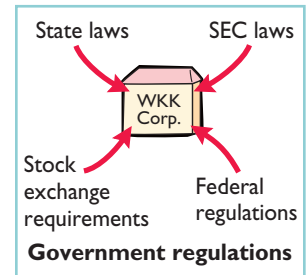 State laws
SEC laws
WKK
Corp.
Stock
exchange
requirements
Federal
regulations
Government regulations